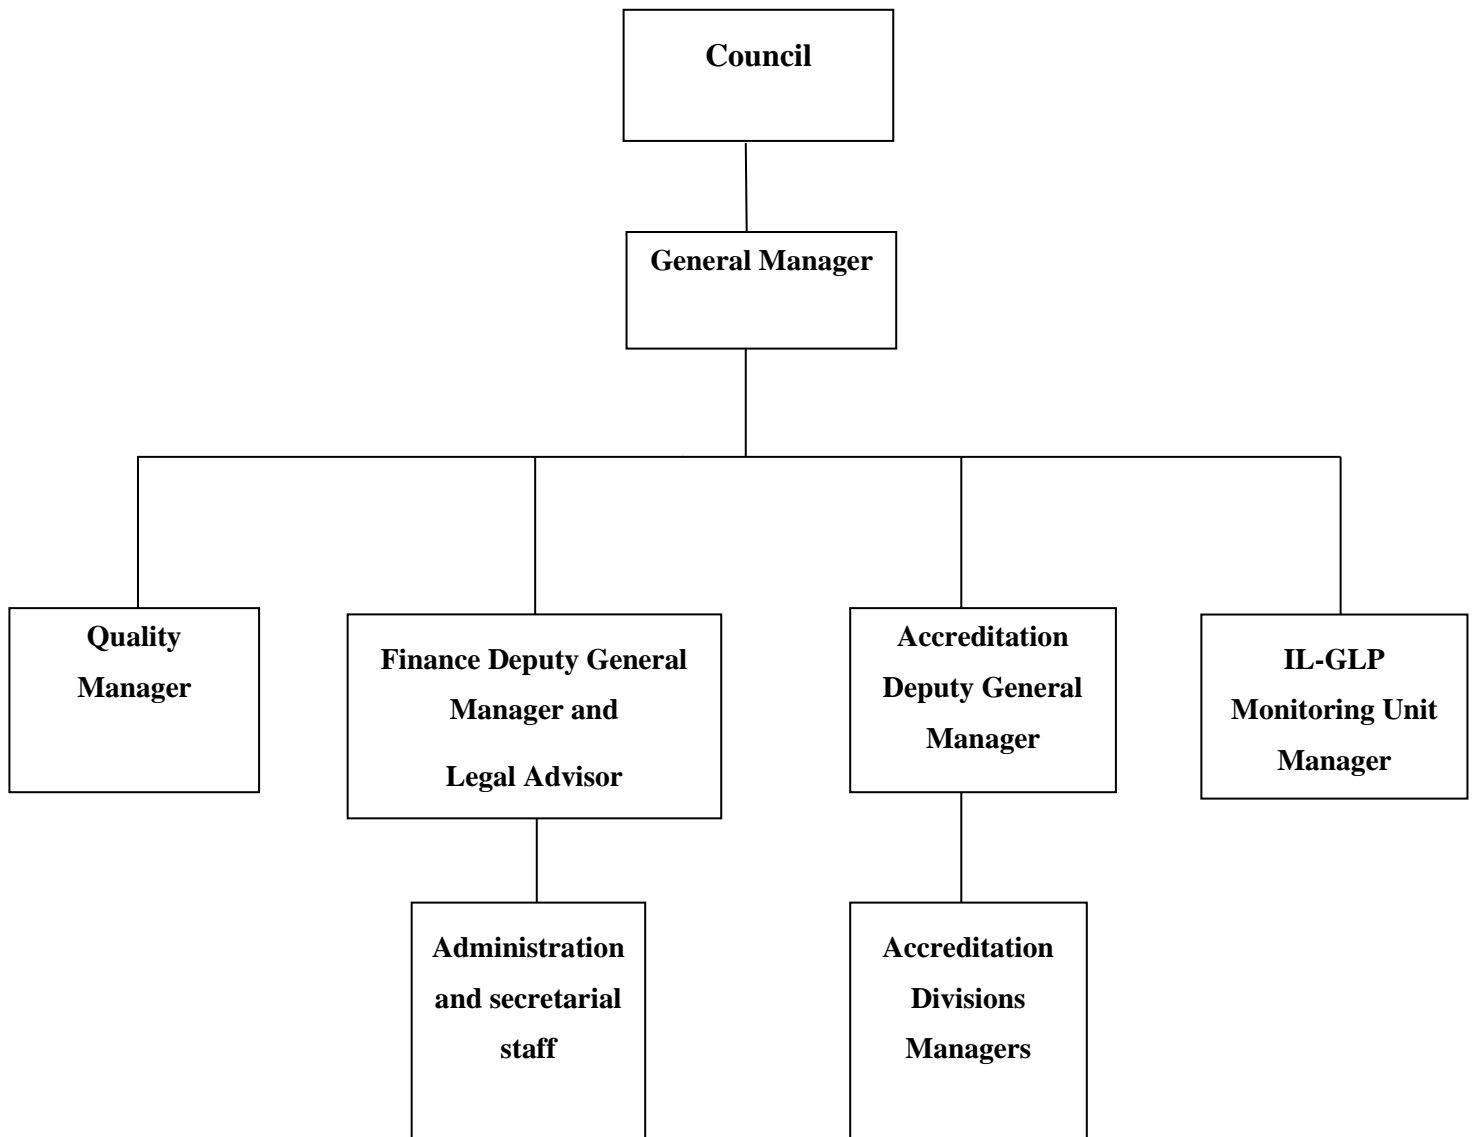 Council
General Manager
Quality
Manager
Finance Deputy General
Manager and
Legal Advisor
Accreditation
Deputy General
Manager
IL-GLP
Monitoring Unit
Manager
Administration
and secretarial
staff
Accreditation
Divisions
Managers